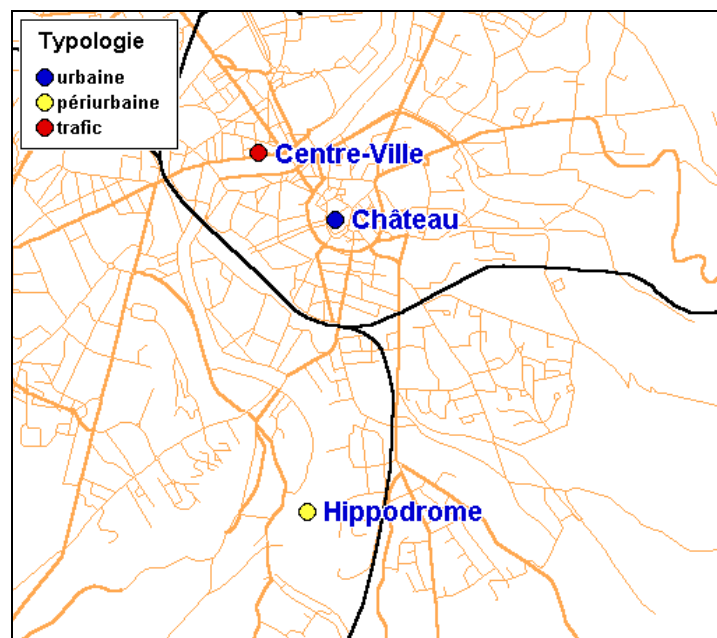 Typologie
urbaine
périurbaine
trafic
Centre-Ville
Château
Hippodrome